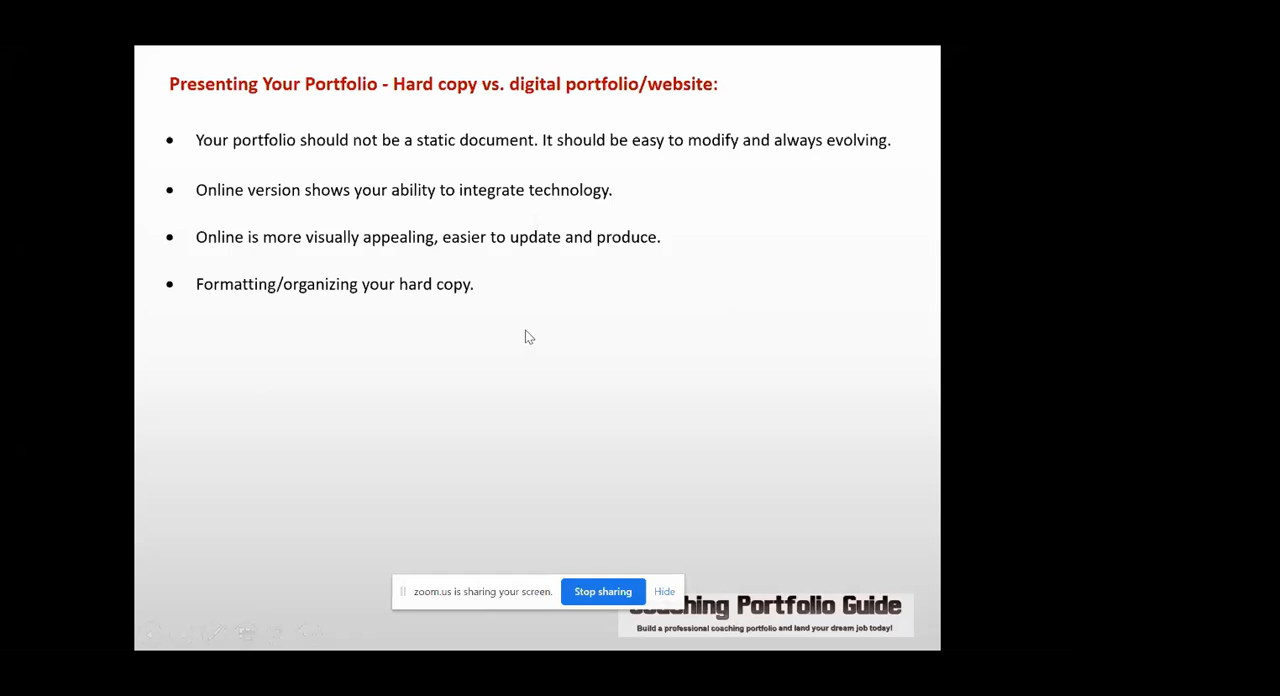 Presenting Your Portfolio - Hard copy vs. digital portfolio/website:
• Your portfolio should not be a static document. It should be easy to modify and always evolving.
• Online version shows your ability to integrate technology.
• Online is more visually appealing, easier to update and produce.
• Formatting/organizing your hard copy.
zoom.us is sharing your screen. Stop sharing Hide
Coaching Portfolio Guide
Build a professional coaching portfolio and land your dream job today!